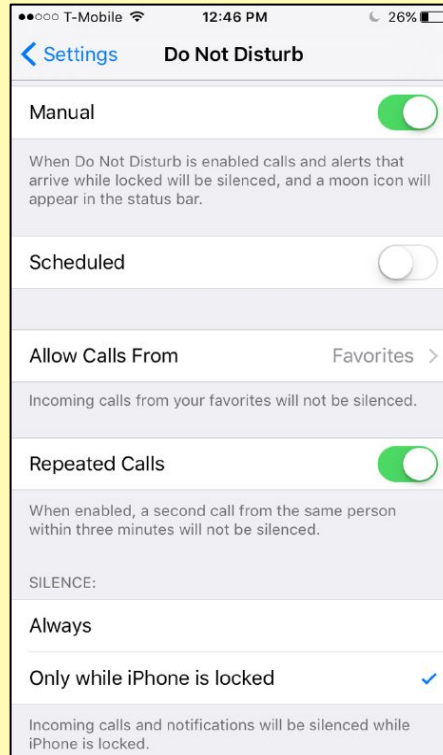 T-Mobile 12:46 PM 26%
Settings Do Not Disturb
Manual
When Do Not Disturb is enabled calls and alerts that
arrive while locked will be silenced, and a moon icon will
appear in the status bar.
Scheduled
Allow Calls From Favorites
Incoming calls from your favorites will not be silenced.
Repeated Calls
When enabled, a second call from the same person
within three minutes will not be silenced.
SILENCE:
Always
Only while iPhone is locked
Incoming calls and notifications will be silenced while
iPhone is locked.